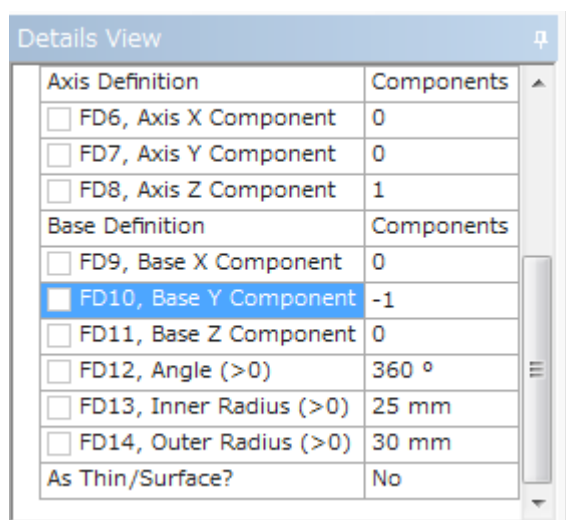 Details View
Axis Definition Components
FD6, Axis X Component 0
FD7, Axis Y Component 0
FD8, Axis Z Component 1
Base Definition Components
FD9, Base X Component 0
FD10, Base Y Component -1
FD11, Base Z Component 0
FD12, Angle (>0) 360 º
FD13, Inner Radius (>0) 25 mm
FD14, Outer Radius (>0) 30 mm
As Thin/Surface? No